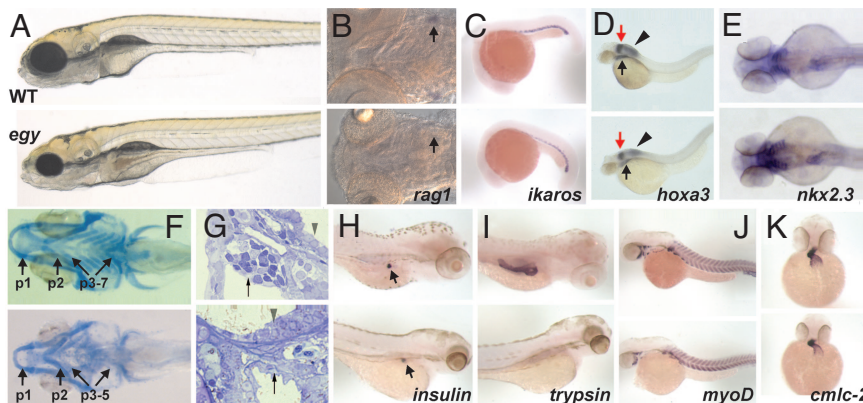 A B C D E
WT
egy
rag1 ikaros hoxa3 nkx2.3
F G H I J K
p1 p2 p3-7
p1 p2 p3-5
insulin trypsin myoD cmlc-2